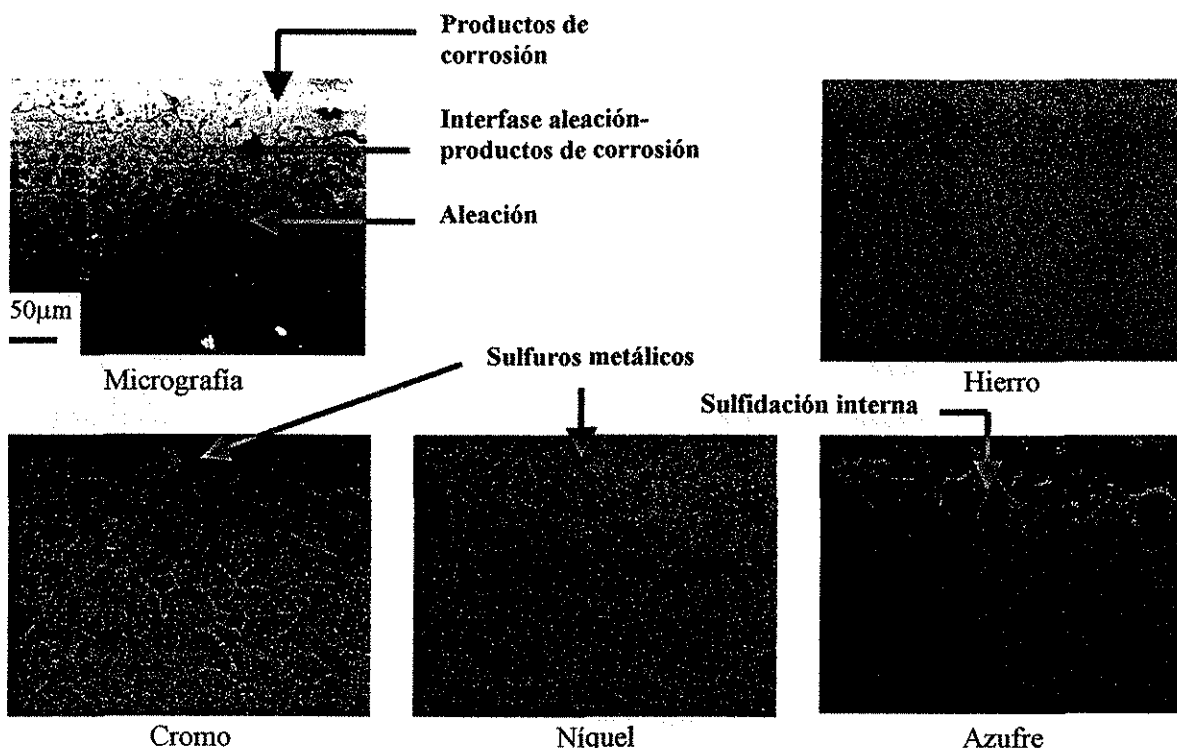 Productos de
corrosión
Interfase aleación-
productos de corrosión
Aleación
50µm
Micrografía
Hierro
Sulfuros metálicos
Sulfidación interna
Cromo
Níquel
Azufre